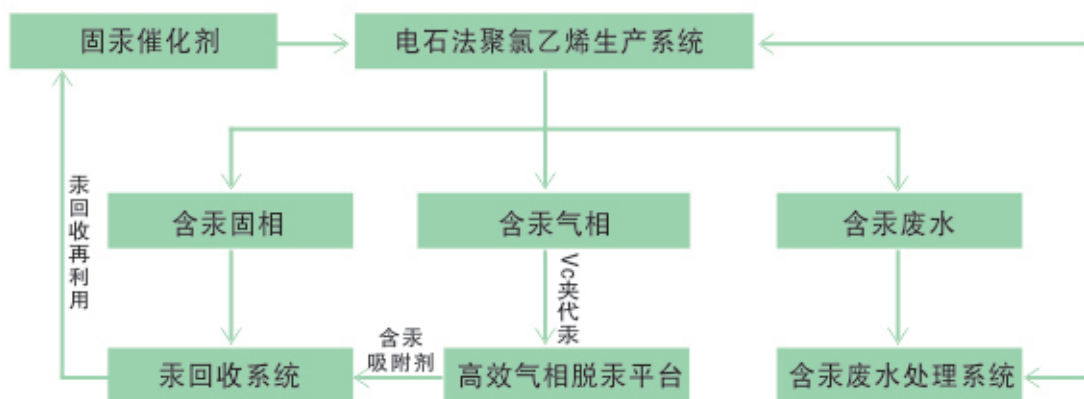 固汞催化剂
电石法聚氯乙烯生产系统
含汞固相
含汞气相
含汞废水
汞回收再利用
Vc夹代汞
含汞
吸附剂
汞回收系统
高效气相脱汞平台
含汞废水处理系统